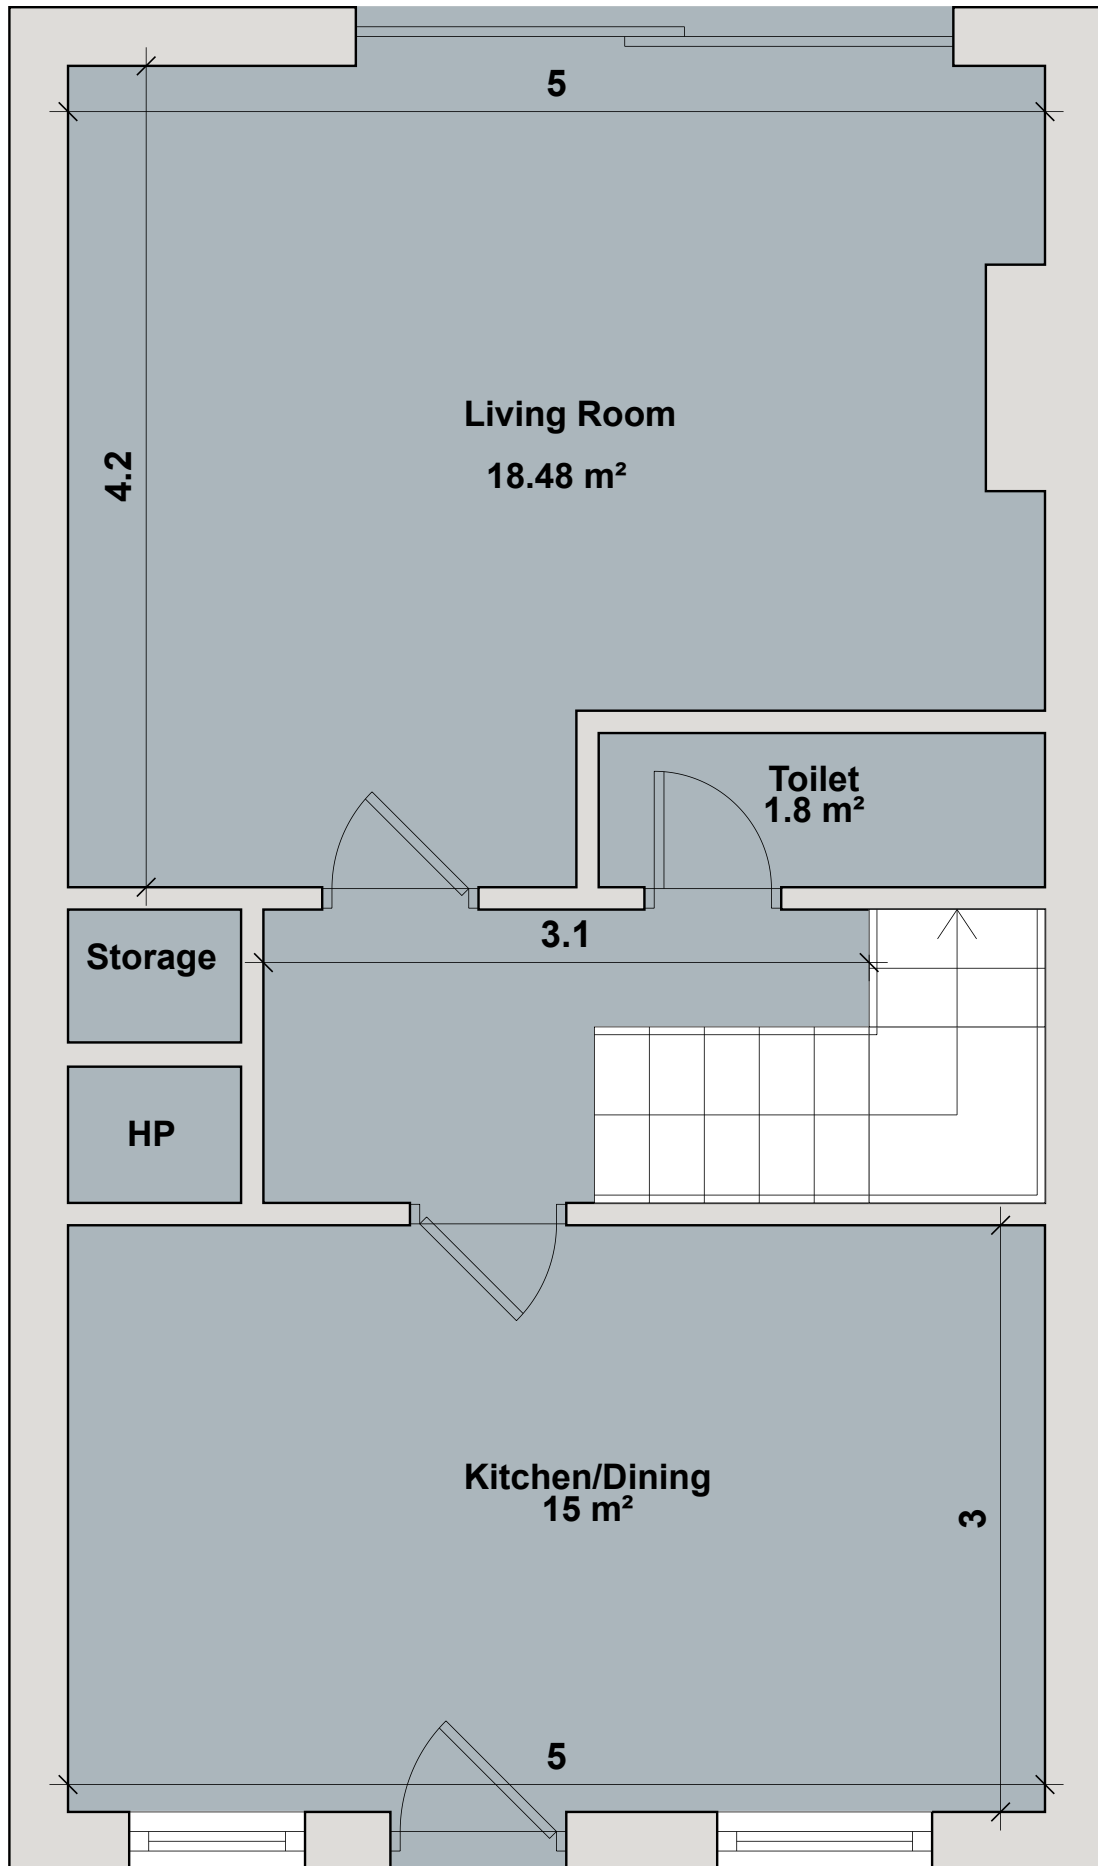 5
4.2
Living Room
18.48 m²
Toilet
1.8 m²
3.1
Storage
HP
Kitchen/Dining
15 m²
3
5